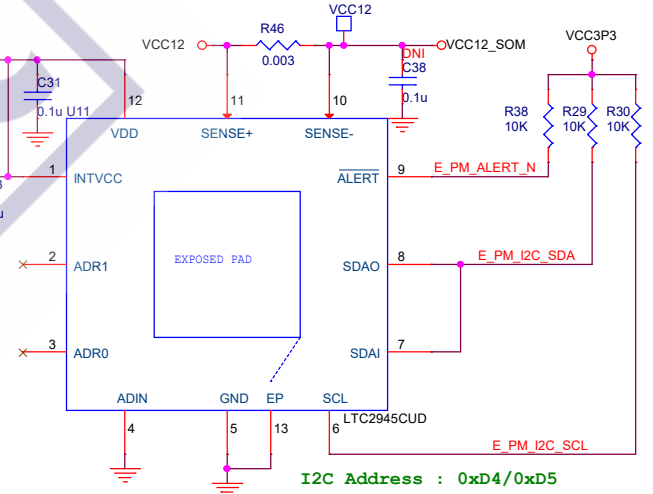 VCC12
R46
VCC12
0.003
VCC12_SOM
VCC3P3
DNI
C38
0.1u
C31
0.1u
U11
12
11
10
VDD
SENSE+
SENSE-
R38
10K
R29
10K
R30
10K
1
INTVCC
ALERT
9
E_PM_ALERT_N
2
ADR1
EXPOSED PAD
SDAO
8
E_PM_I2C_SDA
3
ADR0
SDAI
7
ADIN
GND
EP
SCL
LTC2945CUD
4
5
13
6
E_PM_I2C_SCL
I2C Address : 0xD4/0xD5